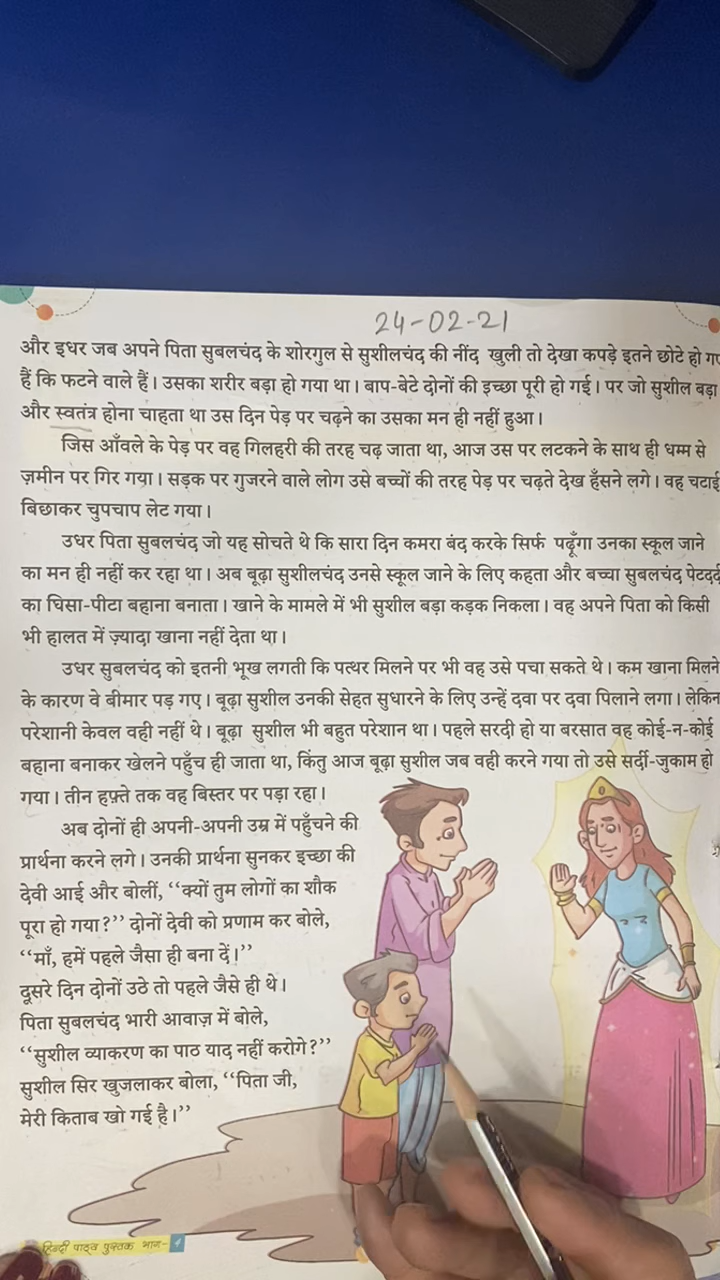 24-02-21
और इधर जब अपने पिता सुबलचंद के शोरगुल से सुशीलचंद की नींद खुली तो देखा कपड़े इतने छोटे हो गए
हैं कि फटने वाले हैं। उसका शरीर बड़ा हो गया था। बाप-बेटे दोनों की इच्छा पूरी हो गई। पर जो सुशील बड़ा
और स्वतंत्र होना चाहता था उस दिन पेड़ पर चढ़ने का उसका मन ही नहीं हुआ।
जिस आँवले के पेड़ पर वह गिलहरी की तरह चढ़ जाता था, आज उस पर लटकने के साथ ही धम्म से
ज़मीन पर गिर गया। सड़क पर गुजरने वाले लोग उसे बच्चों की तरह पेड़ पर चढ़ते देख हँसने लगे। वह चटाई
बिछाकर चुपचाप लेट गया।
उधर पिता सुबलचंद जो यह सोचते थे कि सारा दिन कमरा बंद करके सिर्फ पढ़ूँगा उनका स्कूल जाने
का मन ही नहीं कर रहा था। अब बूढ़ा सुशीलचंद उनसे स्कूल जाने के लिए कहता और बच्चा सुबलचंद पेटदर्द
का घिसा-पीटा बहाना बनाता। खाने के मामले में भी सुशील बड़ा कड़क निकला। वह अपने पिता को किसी
भी हालत में ज़्यादा खाना नहीं देता था।
उधर सुबलचंद को इतनी भूख लगती कि पत्थर मिलने पर भी वह उसे पचा सकते थे। कम खाना मिलने
के कारण वे बीमार पड़ गए। बूढ़ा सुशील उनकी सेहत सुधारने के लिए उन्हें दवा पर दवा पिलाने लगा। लेकिन
परेशानी केवल वही नहीं थे। बूढ़ा सुशील भी बहुत परेशान था। पहले सरदी हो या बरसात वह कोई-न-कोई
बहाना बनाकर खेलने पहुँच ही जाता था, किंतु आज बूढ़ा सुशील जब वही करने गया तो उसे सर्दी-जुकाम हो
गया। तीन हफ़्ते तक वह बिस्तर पर पड़ा रहा।
अब दोनों ही अपनी-अपनी उम्र में पहुँचने की
प्रार्थना करने लगे। उनकी प्रार्थना सुनकर इच्छा की
देवी आई और बोलीं, ‘‘क्यों तुम लोगों का शौक
पूरा हो गया?’’ दोनों देवी को प्रणाम कर बोले,
‘‘माँ, हमें पहले जैसा ही बना दें।’’
दूसरे दिन दोनों उठे तो पहले जैसे ही थे।
पिता सुबलचंद भारी आवाज़ में बोले,
‘‘सुशील व्याकरण का पाठ याद नहीं करोगे?’’
सुशील सिर खुजलाकर बोला, ‘‘पिता जी,
मेरी किताब खो गई है।’’
हिन्दी पाठ्य पुस्तक भाग-4